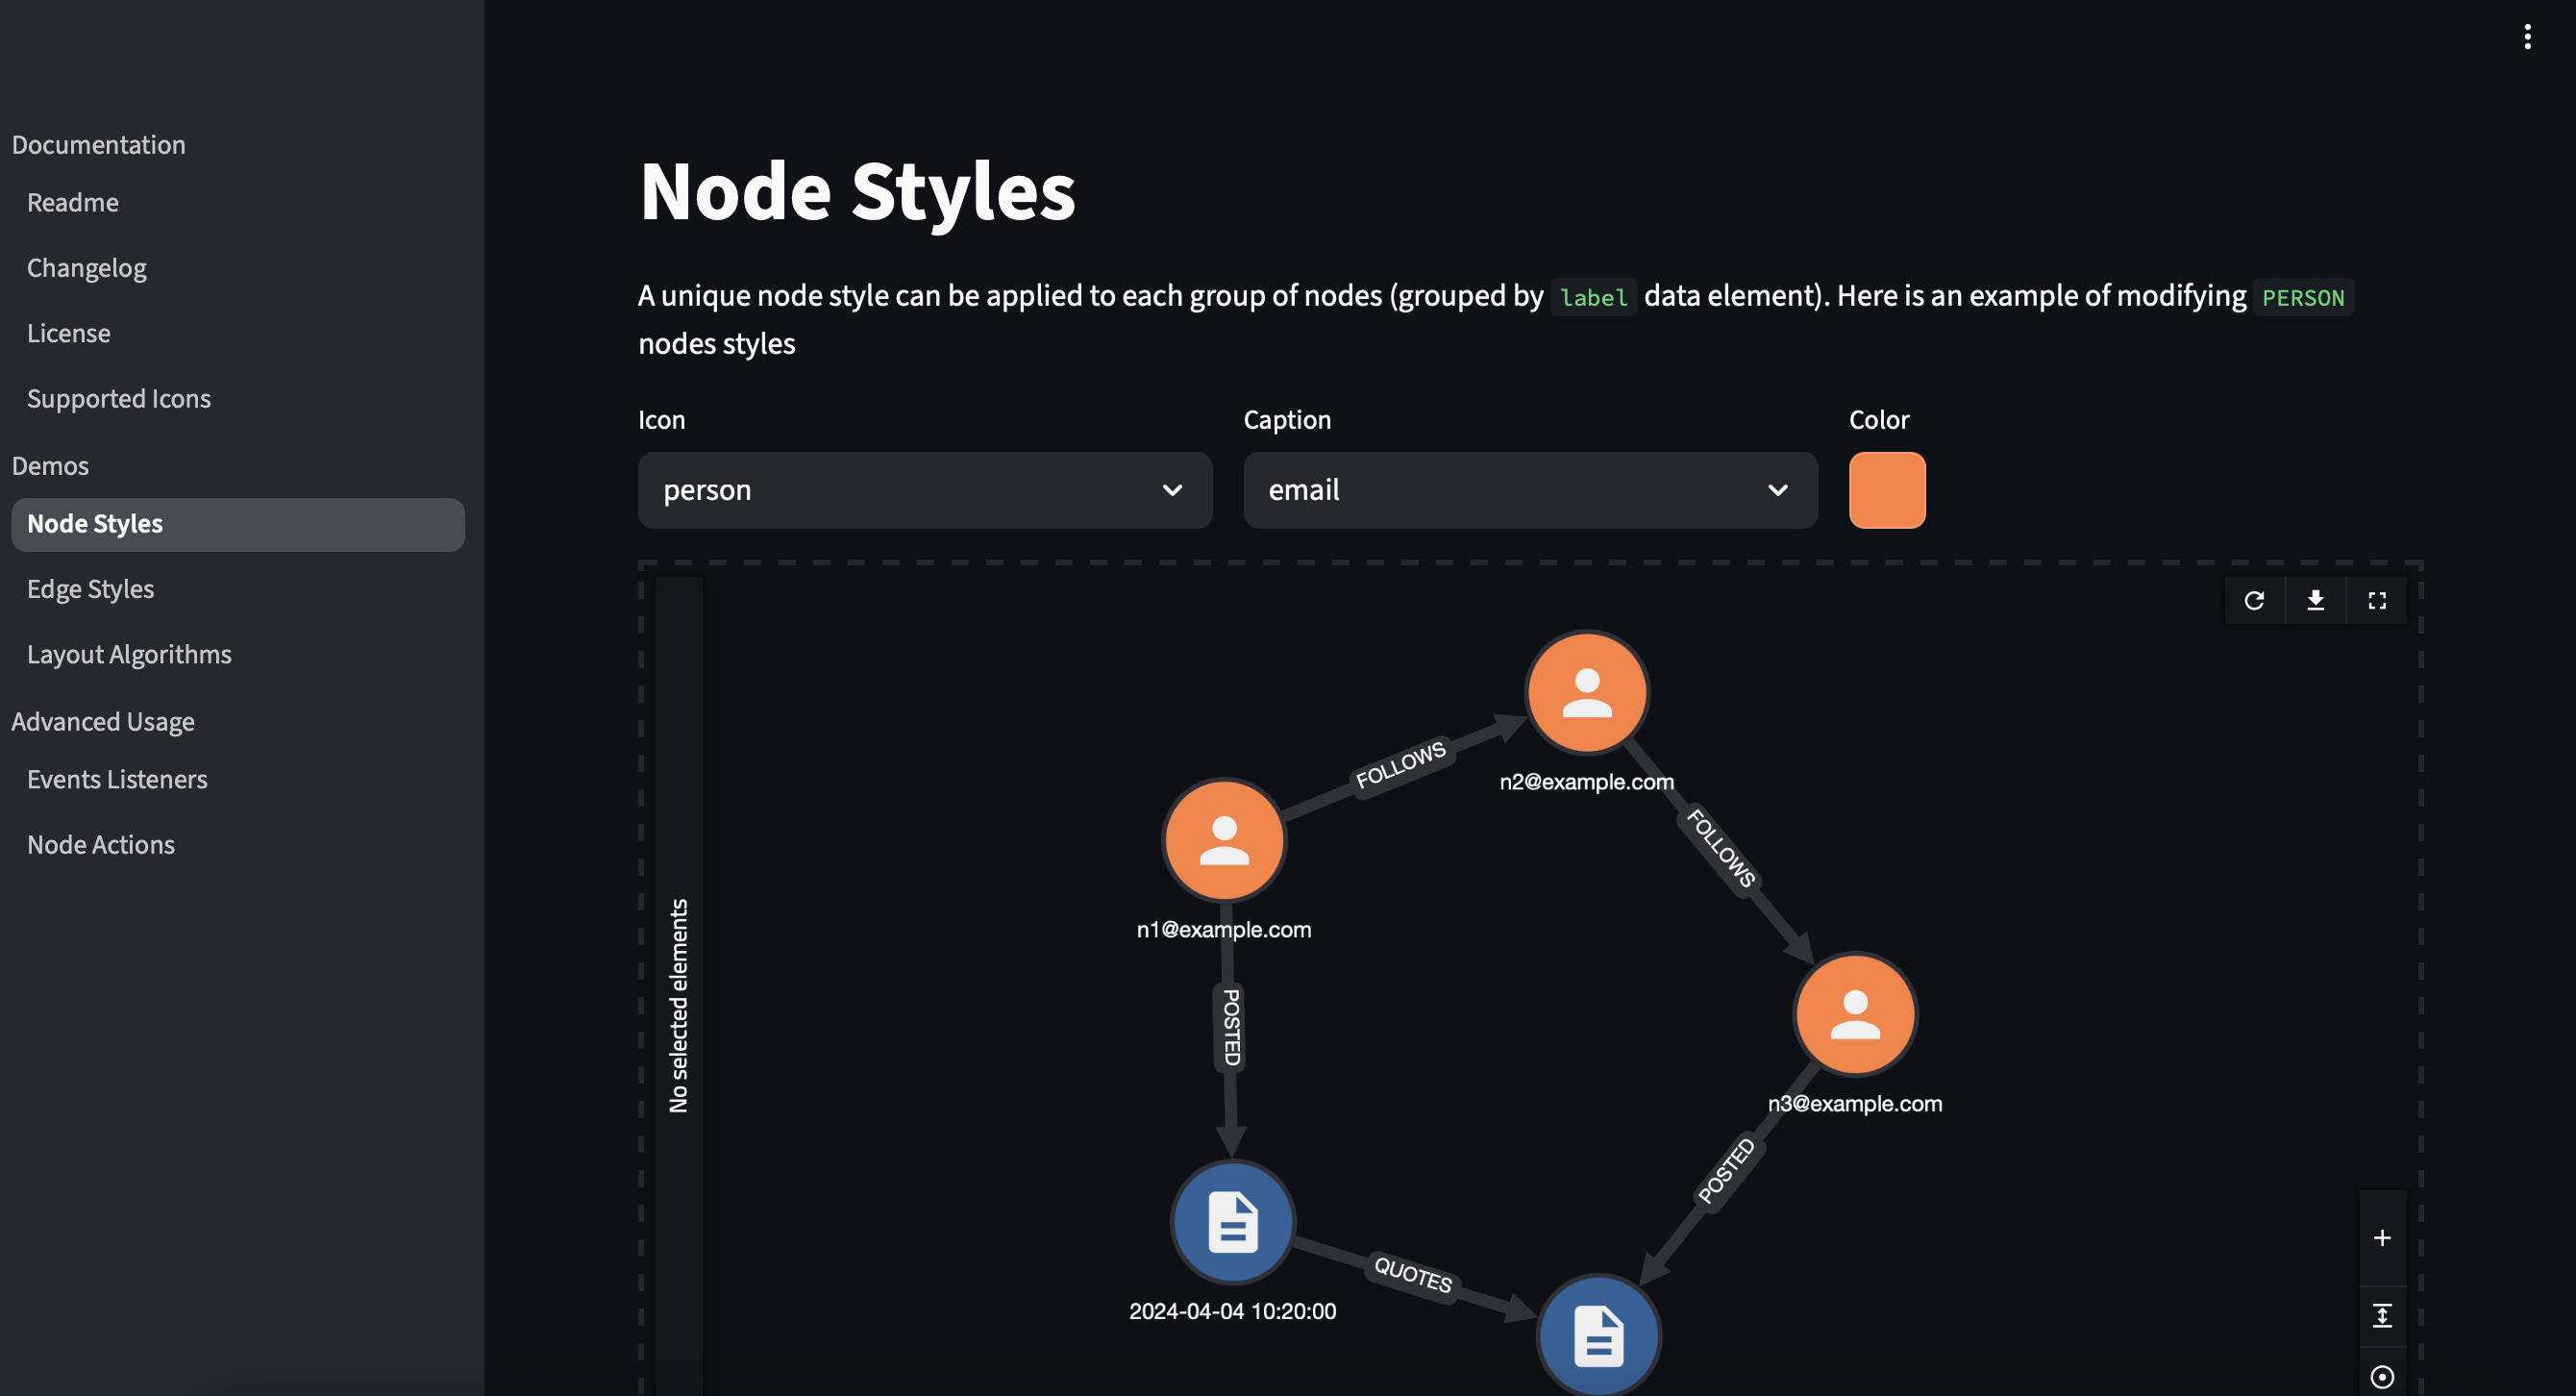 Documentation
Readme
Changelog
License
Supported Icons
Demos
Node Styles
Edge Styles
Layout Algorithms
Advanced Usage
Events Listeners
Node Actions
Node Styles
A unique node style can be applied to each group of nodes (grouped by label data element). Here is an example of modifying PERSON
nodes styles
Icon
Caption
Color
person
email
No selected elements
n2@example.com
FOLLOWS
FOLLOWS
n1@example.com
POSTED
n3@example.com
POSTED
QUOTES
2024-04-04 10:20:00